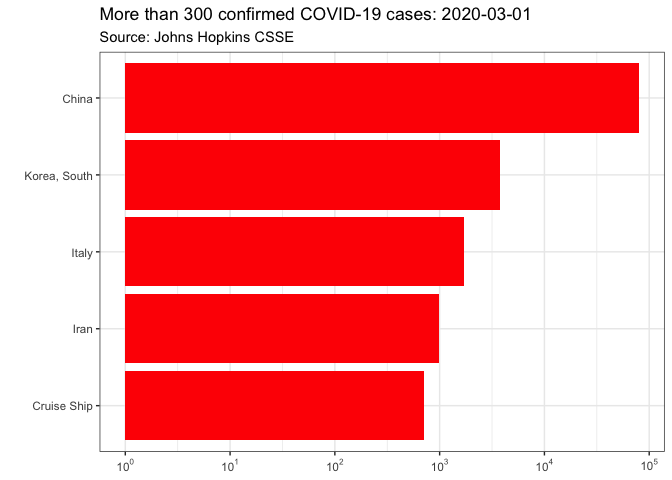 More than 300 confirmed COVID-19 cases: 2020-03-01
Source: Johns Hopkins CSSE
China
Korea, South
Italy
Iran
Cruise Ship
10⁰ 10¹ 10² 10³ 10⁴ 10⁵